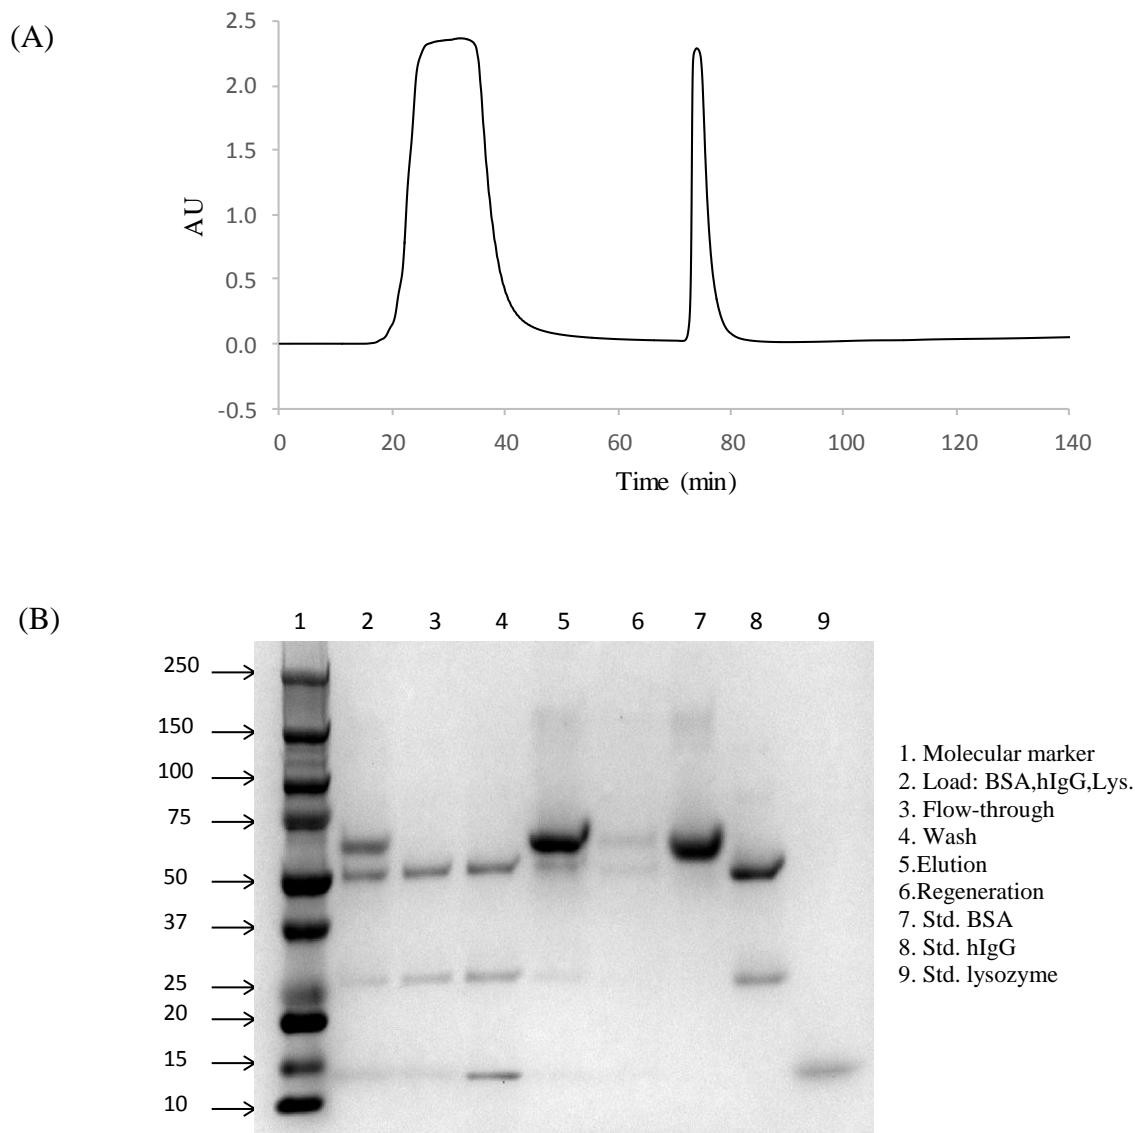 (A)
2.5
2.0
1.5
1.0
0.5
0.0
-0.5
AU
0 20 40 60 80 100 120 140
Time (min)
(B)
1 2 3 4 5 6 7 8 9
250
150
100
75
50
37
25
20
15
10
1. Molecular marker
2. Load: BSA,hIgG,Lys.
3. Flow-through
4. Wash
5.Elution
6.Regeneration
7. Std. BSA
8. Std. hIgG
9. Std. lysozyme